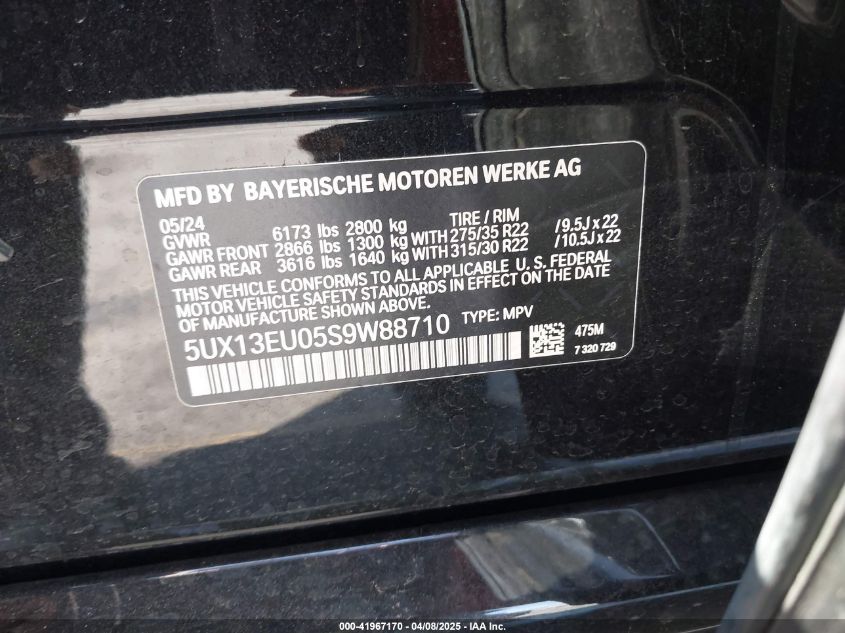 MFD BY BAYERISCHE MOTOREN WERKE AG
05/24 TIRE / RIM
GVWR 6173 lbs 2800 kg
GAWR FRONT 2866 lbs 1300 kg WITH 275/35 R22 / 9.5J x 22
GAWR REAR 3616 lbs 1640 kg WITH 315/30 R22 / 10.5J x 22
THIS VEHICLE CONFORMS TO ALL APPLICABLE U. S. FEDERAL
MOTOR VEHICLE SAFETY STANDARDS IN EFFECT ON THE DATE
OF MANUFACTURE SHOWN ABOVE.
5UX13EU05S9W88710 TYPE: MPV
475M
7 320 729
000-41967170 - 04/08/2025 - IAA Inc.